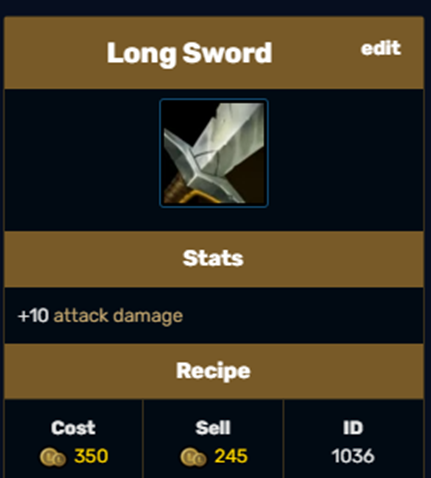 Long Sword edit
Stats
+10 attack damage
Recipe
Cost Sell ID
350 245 1036